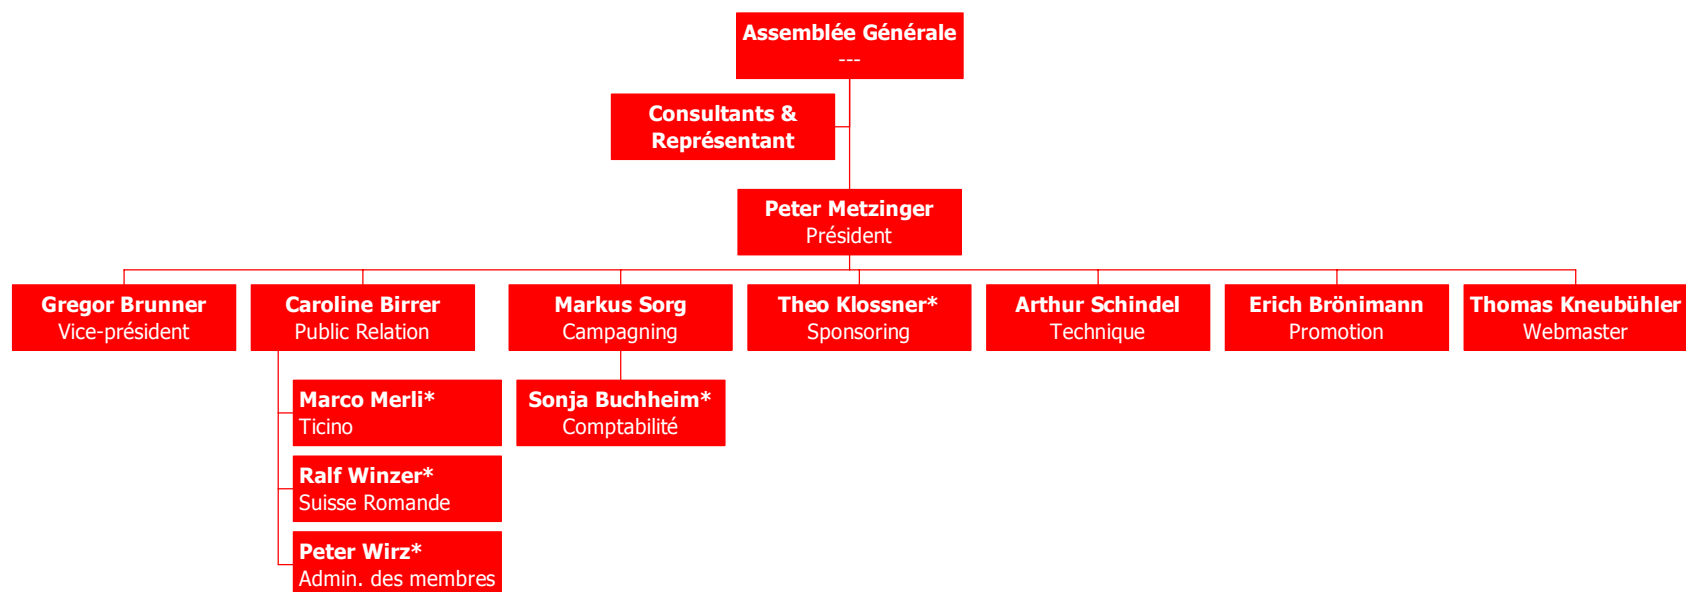 Assemblée Générale
---
Consultants &
Représentant
Peter Metzinger
Président
Gregor Brunner
Vice-président
Caroline Birrer
Public Relation
Markus Sorg
Campagning
Theo Klossner*
Sponsoring
Arthur Schindel
Technique
Erich Brönimann
Promotion
Thomas Kneubühler
Webmaster
Marco Merli*
Ticino
Sonja Buchheim*
Comptabilité
Ralf Winzer*
Suisse Romande
Peter Wirz*
Admin. des membres